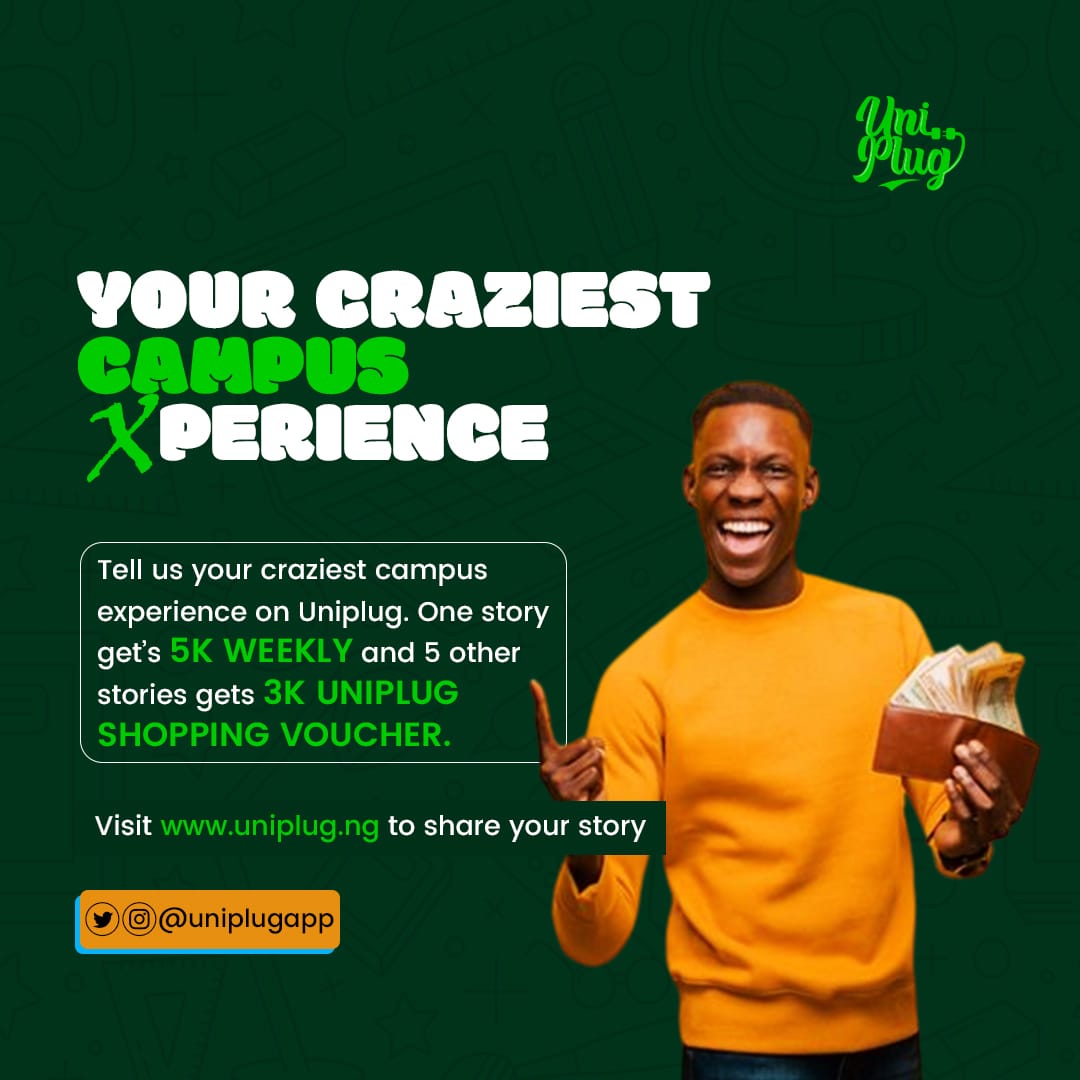 Uni
Plug
YOUR CRAZIEST
CAMPUS
XPERIENCE
Tell us your craziest campus
experience on Uniplug. One story
get’s 5K WEEKLY and 5 other
stories gets 3K UNIPLUG
SHOPPING VOUCHER.
Visit www.uniplug.ng to share your story
@uniplugapp